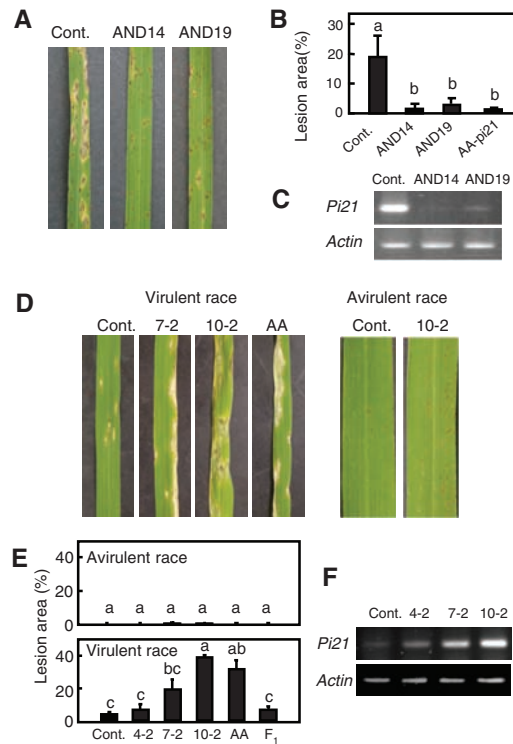 A
Cont. AND14 AND19
B
Lesion area(%)
30
20
10
0
a
b b b
Cont. AND14 AND19 AA-pi21
C
Cont. AND14 AND19
Pi21
Actin
D
Virulent race
Cont. 7-2 10-2 AA
Avirulent race
Cont. 10-2
E
Lesion area (%)
40
20
0
Avirulent race
a a a a a a
40
20
0
Virulent race
c c bc a ab c
Cont. 4-2 7-2 10-2 AA F1
F
Cont. 4-2 7-2 10-2
Pi21
Actin